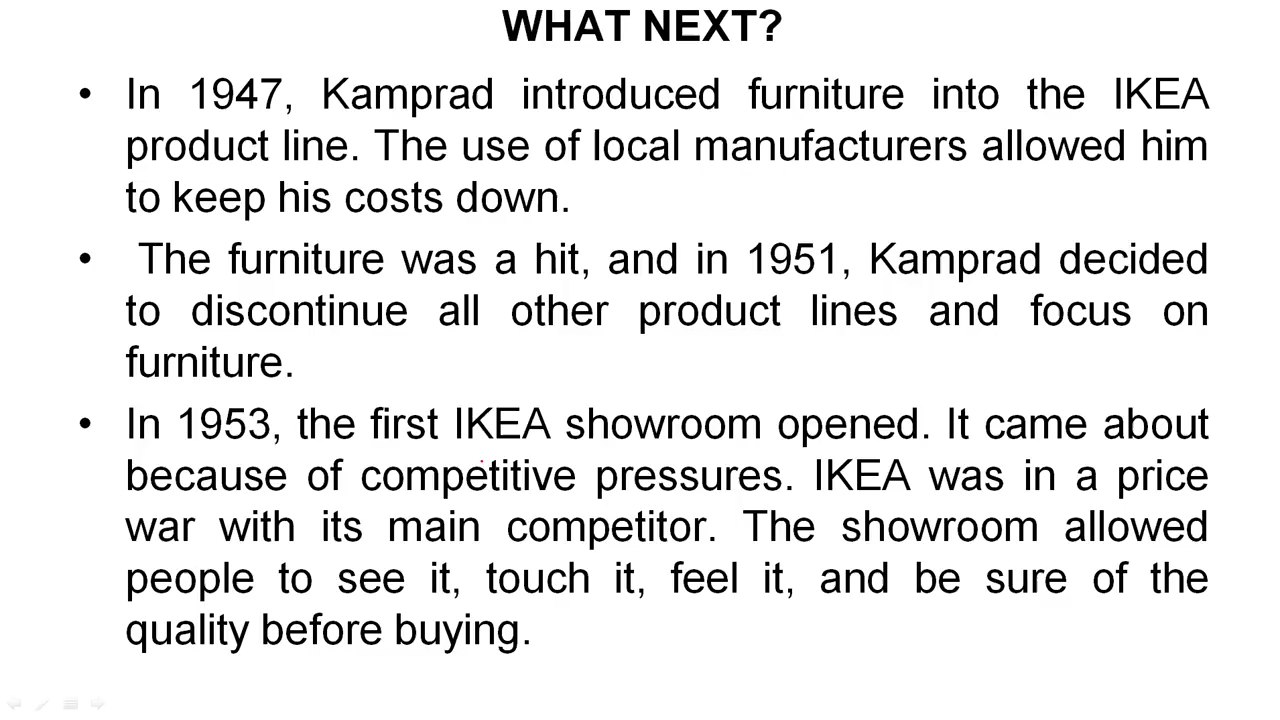 WHAT NEXT?
• In 1947, Kamprad introduced furniture into the IKEA
product line. The use of local manufacturers allowed him
to keep his costs down.
• The furniture was a hit, and in 1951, Kamprad decided
to discontinue all other product lines and focus on
furniture.
• In 1953, the first IKEA showroom opened. It came about
because of competitive pressures. IKEA was in a price
war with its main competitor. The showroom allowed
people to see it, touch it, feel it, and be sure of the
quality before buying.